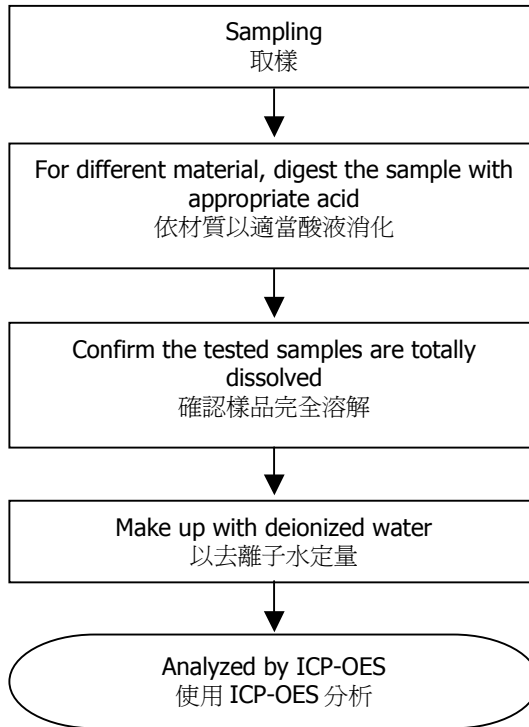 Sampling
取樣
For different material, digest the sample with
appropriate acid
依材質以適當酸液消化
Confirm the tested samples are totally
dissolved
確認樣品完全溶解
Make up with deionized water
以去離子水定量
Analyzed by ICP-OES
使用 ICP-OES 分析